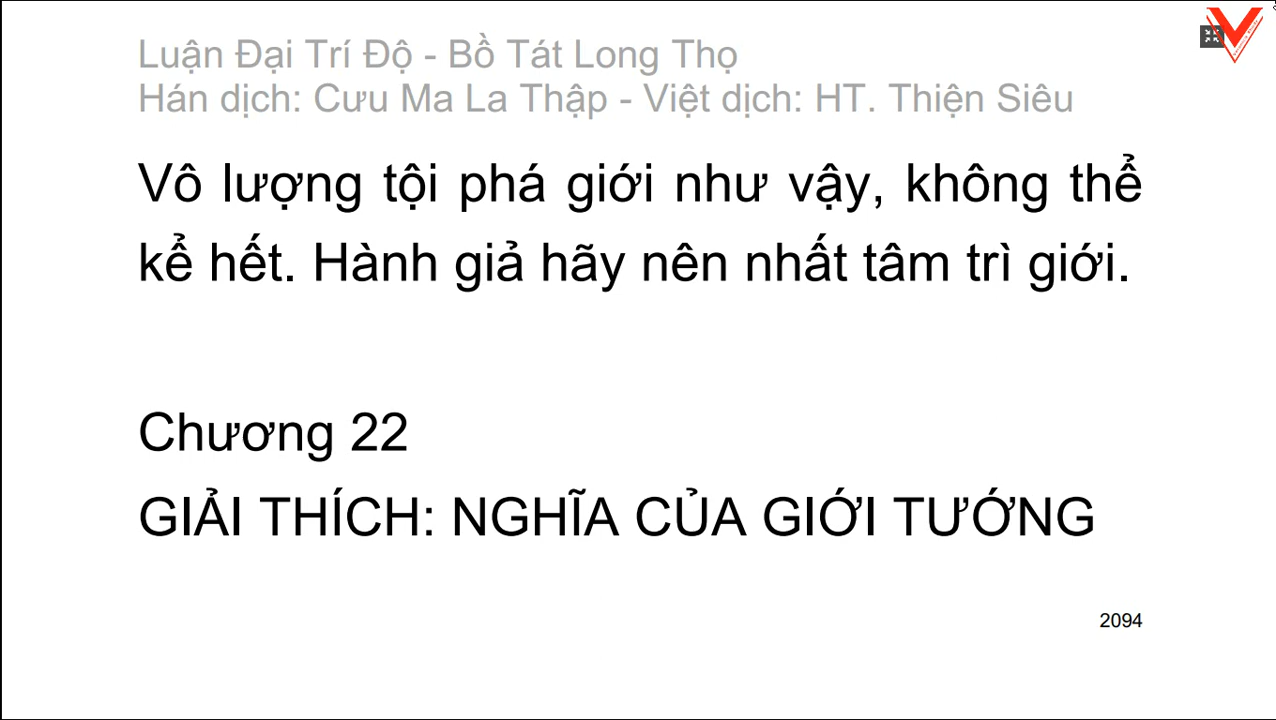 Luận Đại Trí Độ - Bồ Tát Long Thọ
Hán dịch: Cưu Ma La Thập - Việt dịch: HT. Thiện Siêu
Vô lượng tội phá giới như vậy, không thể
kể hết. Hành giả hãy nên nhất tâm trì giới.
Chương 22
GIẢI THÍCH: NGHĨA CỦA GIỚI TƯỚNG
2094